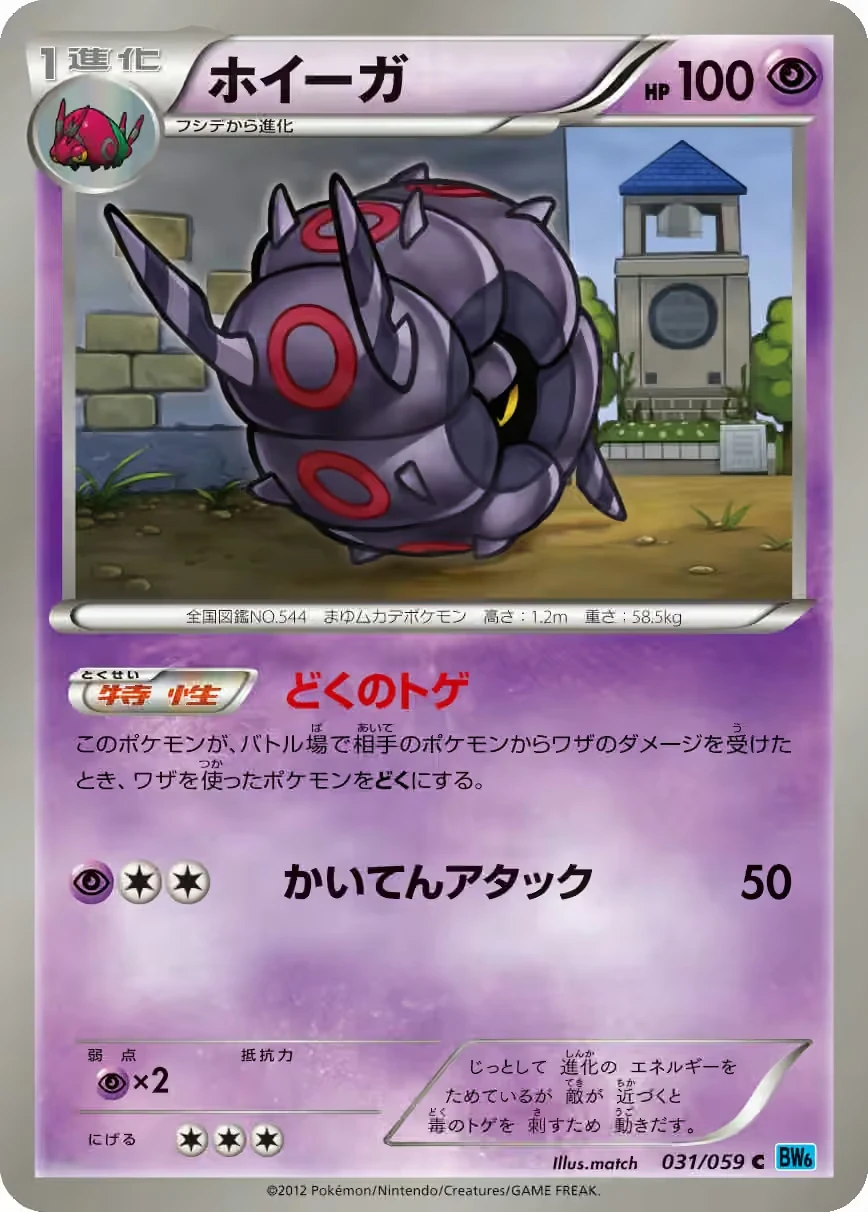 1進化
ホイーガ
HP 100
フシデから進化
全国図鑑NO.544 まゆムカデポケモン 高さ：1.2m 重さ：58.5kg
とくせい
特性 どくのトゲ
このポケモンが、バトル場で相手のポケモンからワザのダメージを受けた
とき、ワザを使ったポケモンをどくにする。
かいてんアタック 50
弱点 抵抗力
×2
にげる
じっとして 進化の エネルギーを
ためているが 敵が 近づくと
毒のトゲを 刺すため 動きだす。
Illus.match 031/059 C BW6
©2012 Pokémon/Nintendo/Creatures/GAME FREAK.